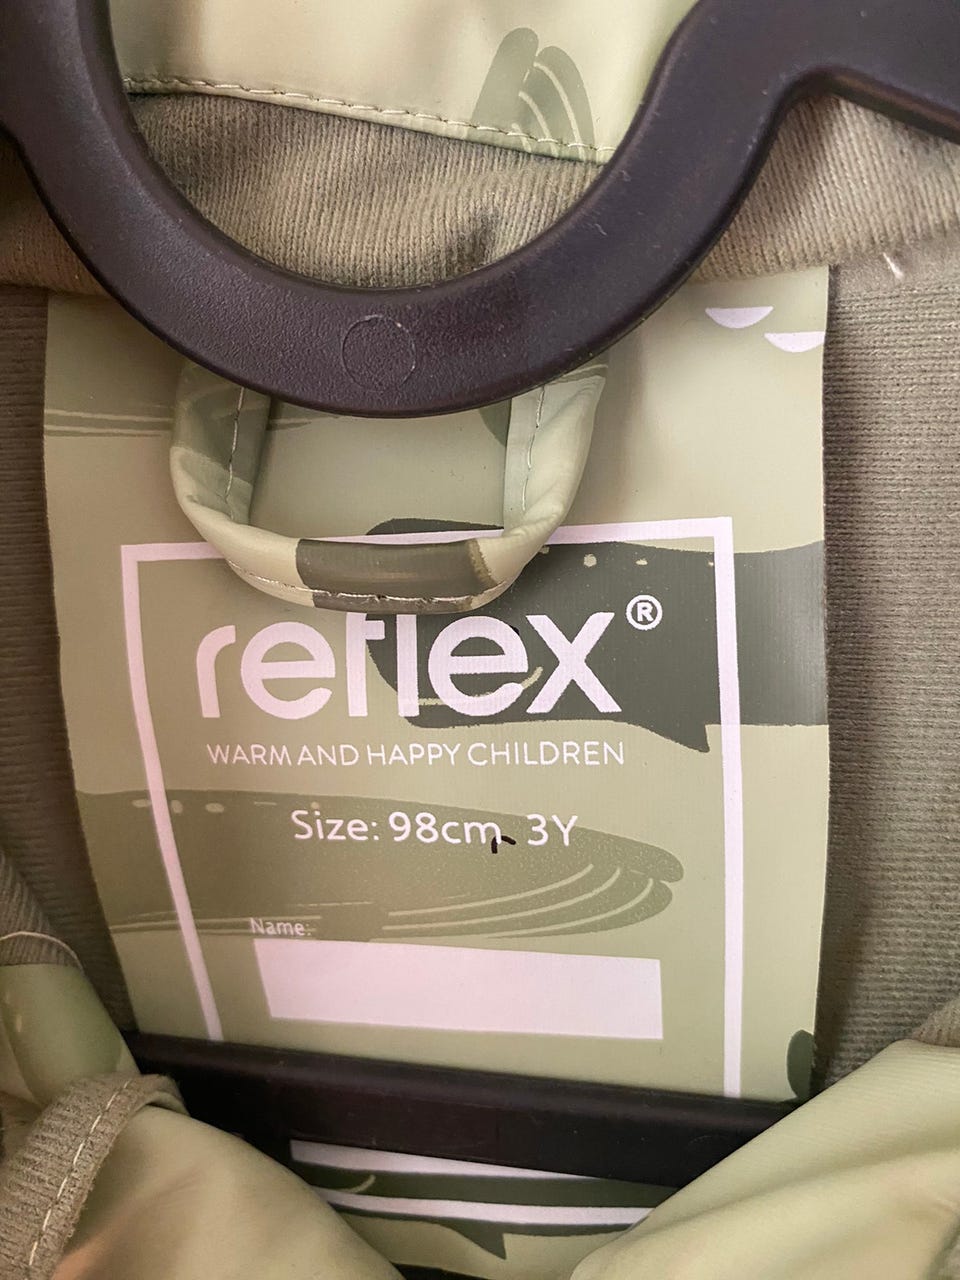 reflex®
WARM AND HAPPY CHILDREN
Size: 98cm 3Y
Name: